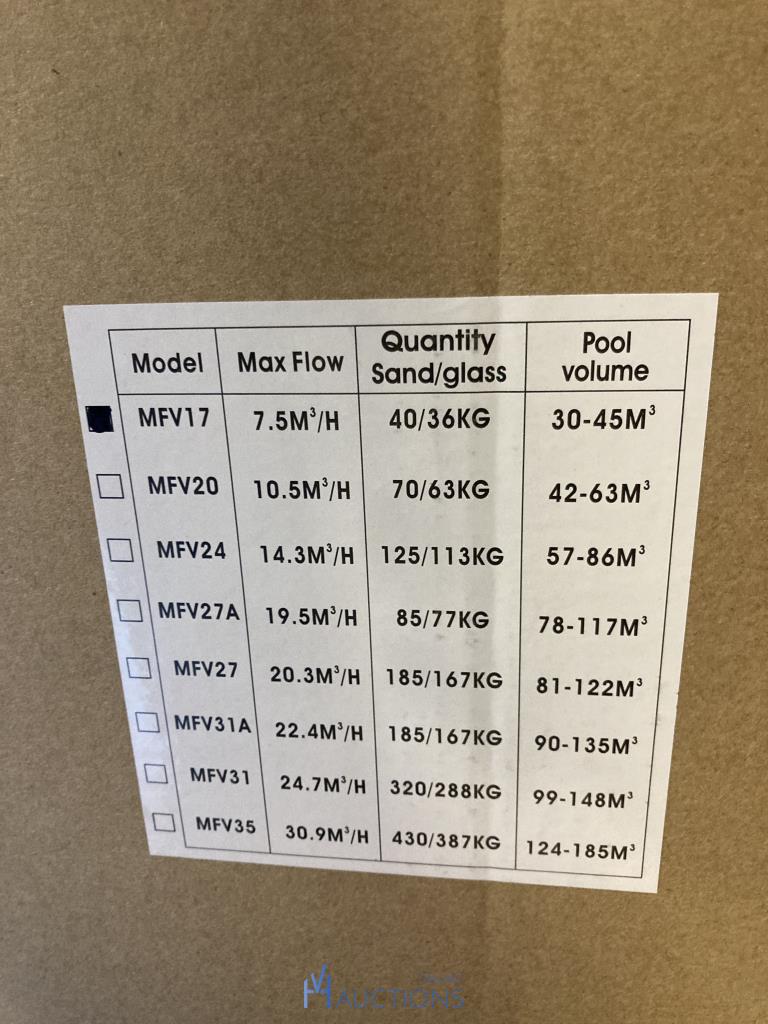 Model Max Flow Quantity Sand/glass Pool volume
MFV17 7.5M³/H 40/36KG 30-45M³
MFV20 10.5M³/H 70/63KG 42-63M³
MFV24 14.3M³/H 125/113KG 57-86M³
MFV27A 19.5M³/H 85/77KG 78-117M³
MFV27 20.3M³/H 185/167KG 81-122M³
MFV31A 22.4M³/H 185/167KG 90-135M³
MFV31 24.7M³/H 320/288KG 99-148M³
MFV35 30.9M³/H 430/387KG 124-185M³
AUCTIONS